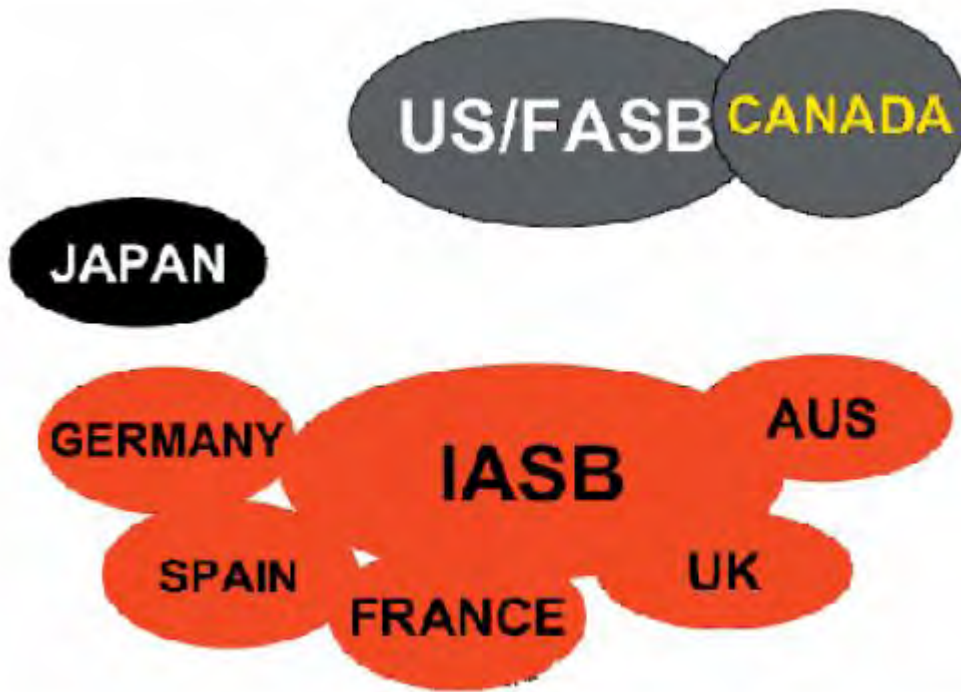 US/FASB
CANADA
JAPAN
GERMANY
IASB
AUS
SPAIN
FRANCE
UK